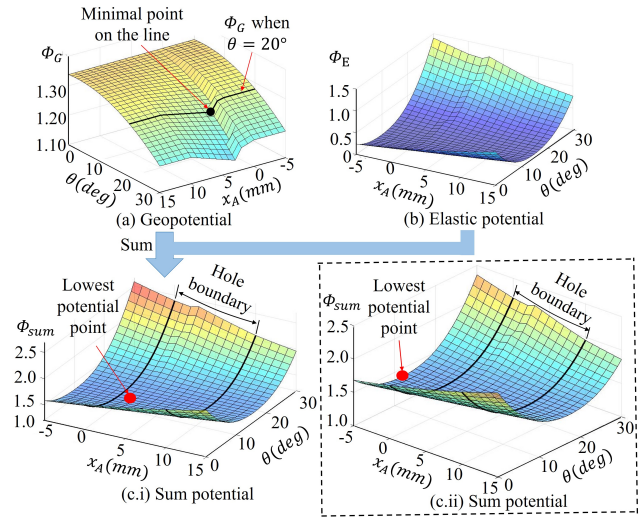 Minimal point
on the line
Φ_G when
θ = 20°
Φ_G
1.30
1.20
1.10
0
10
20
30
θ(deg)
15
10
5
0
-5
x_A(mm)
(a) Geopotential
Φ_E
1.5
1.0
0.5
0
-5
0
5
10
15
x_A(mm)
0
10
20
30
θ(deg)
(b) Elastic potential
Sum
Lowest
potential
point
Hole
boundary
Φ_sum
2.5
2.0
1.5
1.0
-5
0
5
10
15
x_A(mm)
0
10
20
30
θ(deg)
(c.i) Sum potential
Lowest
potential
point
Hole
boundary
Φ_sum
2.5
2.0
1.5
1.0
-5
0
5
10
15
x_A(mm)
0
10
20
30
θ(deg)
(c.ii) Sum potential